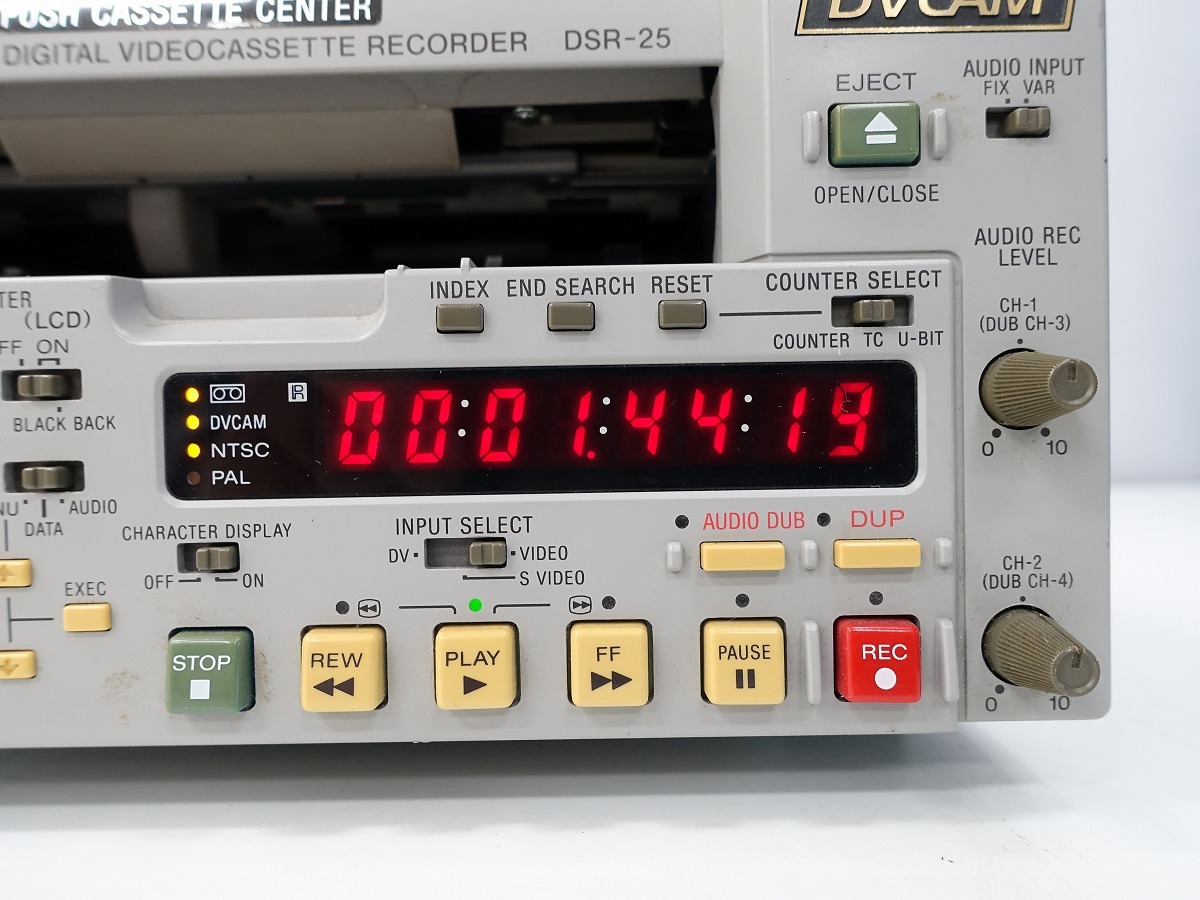 PUSH CASSETTE CENTER
DIGITAL VIDEOCASSETTE RECORDER DSR-25
DVCAM
EJECT
OPEN/CLOSE
AUDIO INPUT
FIX VAR
AUDIO REC
LEVEL
CH-1
(DUB CH-3)
0 10
CH-2
(DUB CH-4)
0 10
INDEX END SEARCH RESET COUNTER SELECT
COUNTER TC U-BIT
TER
(LCD)
FF ON
BLACK BACK
NU AUDIO
DATA
DVCAM
NTSC
PAL
00:01.44:19
CHARACTER DISPLAY
OFF ON
INPUT SELECT
DV VIDEO
S VIDEO
AUDIO DUB DUP
EXEC
STOP
REW
PLAY
FF
PAUSE
REC